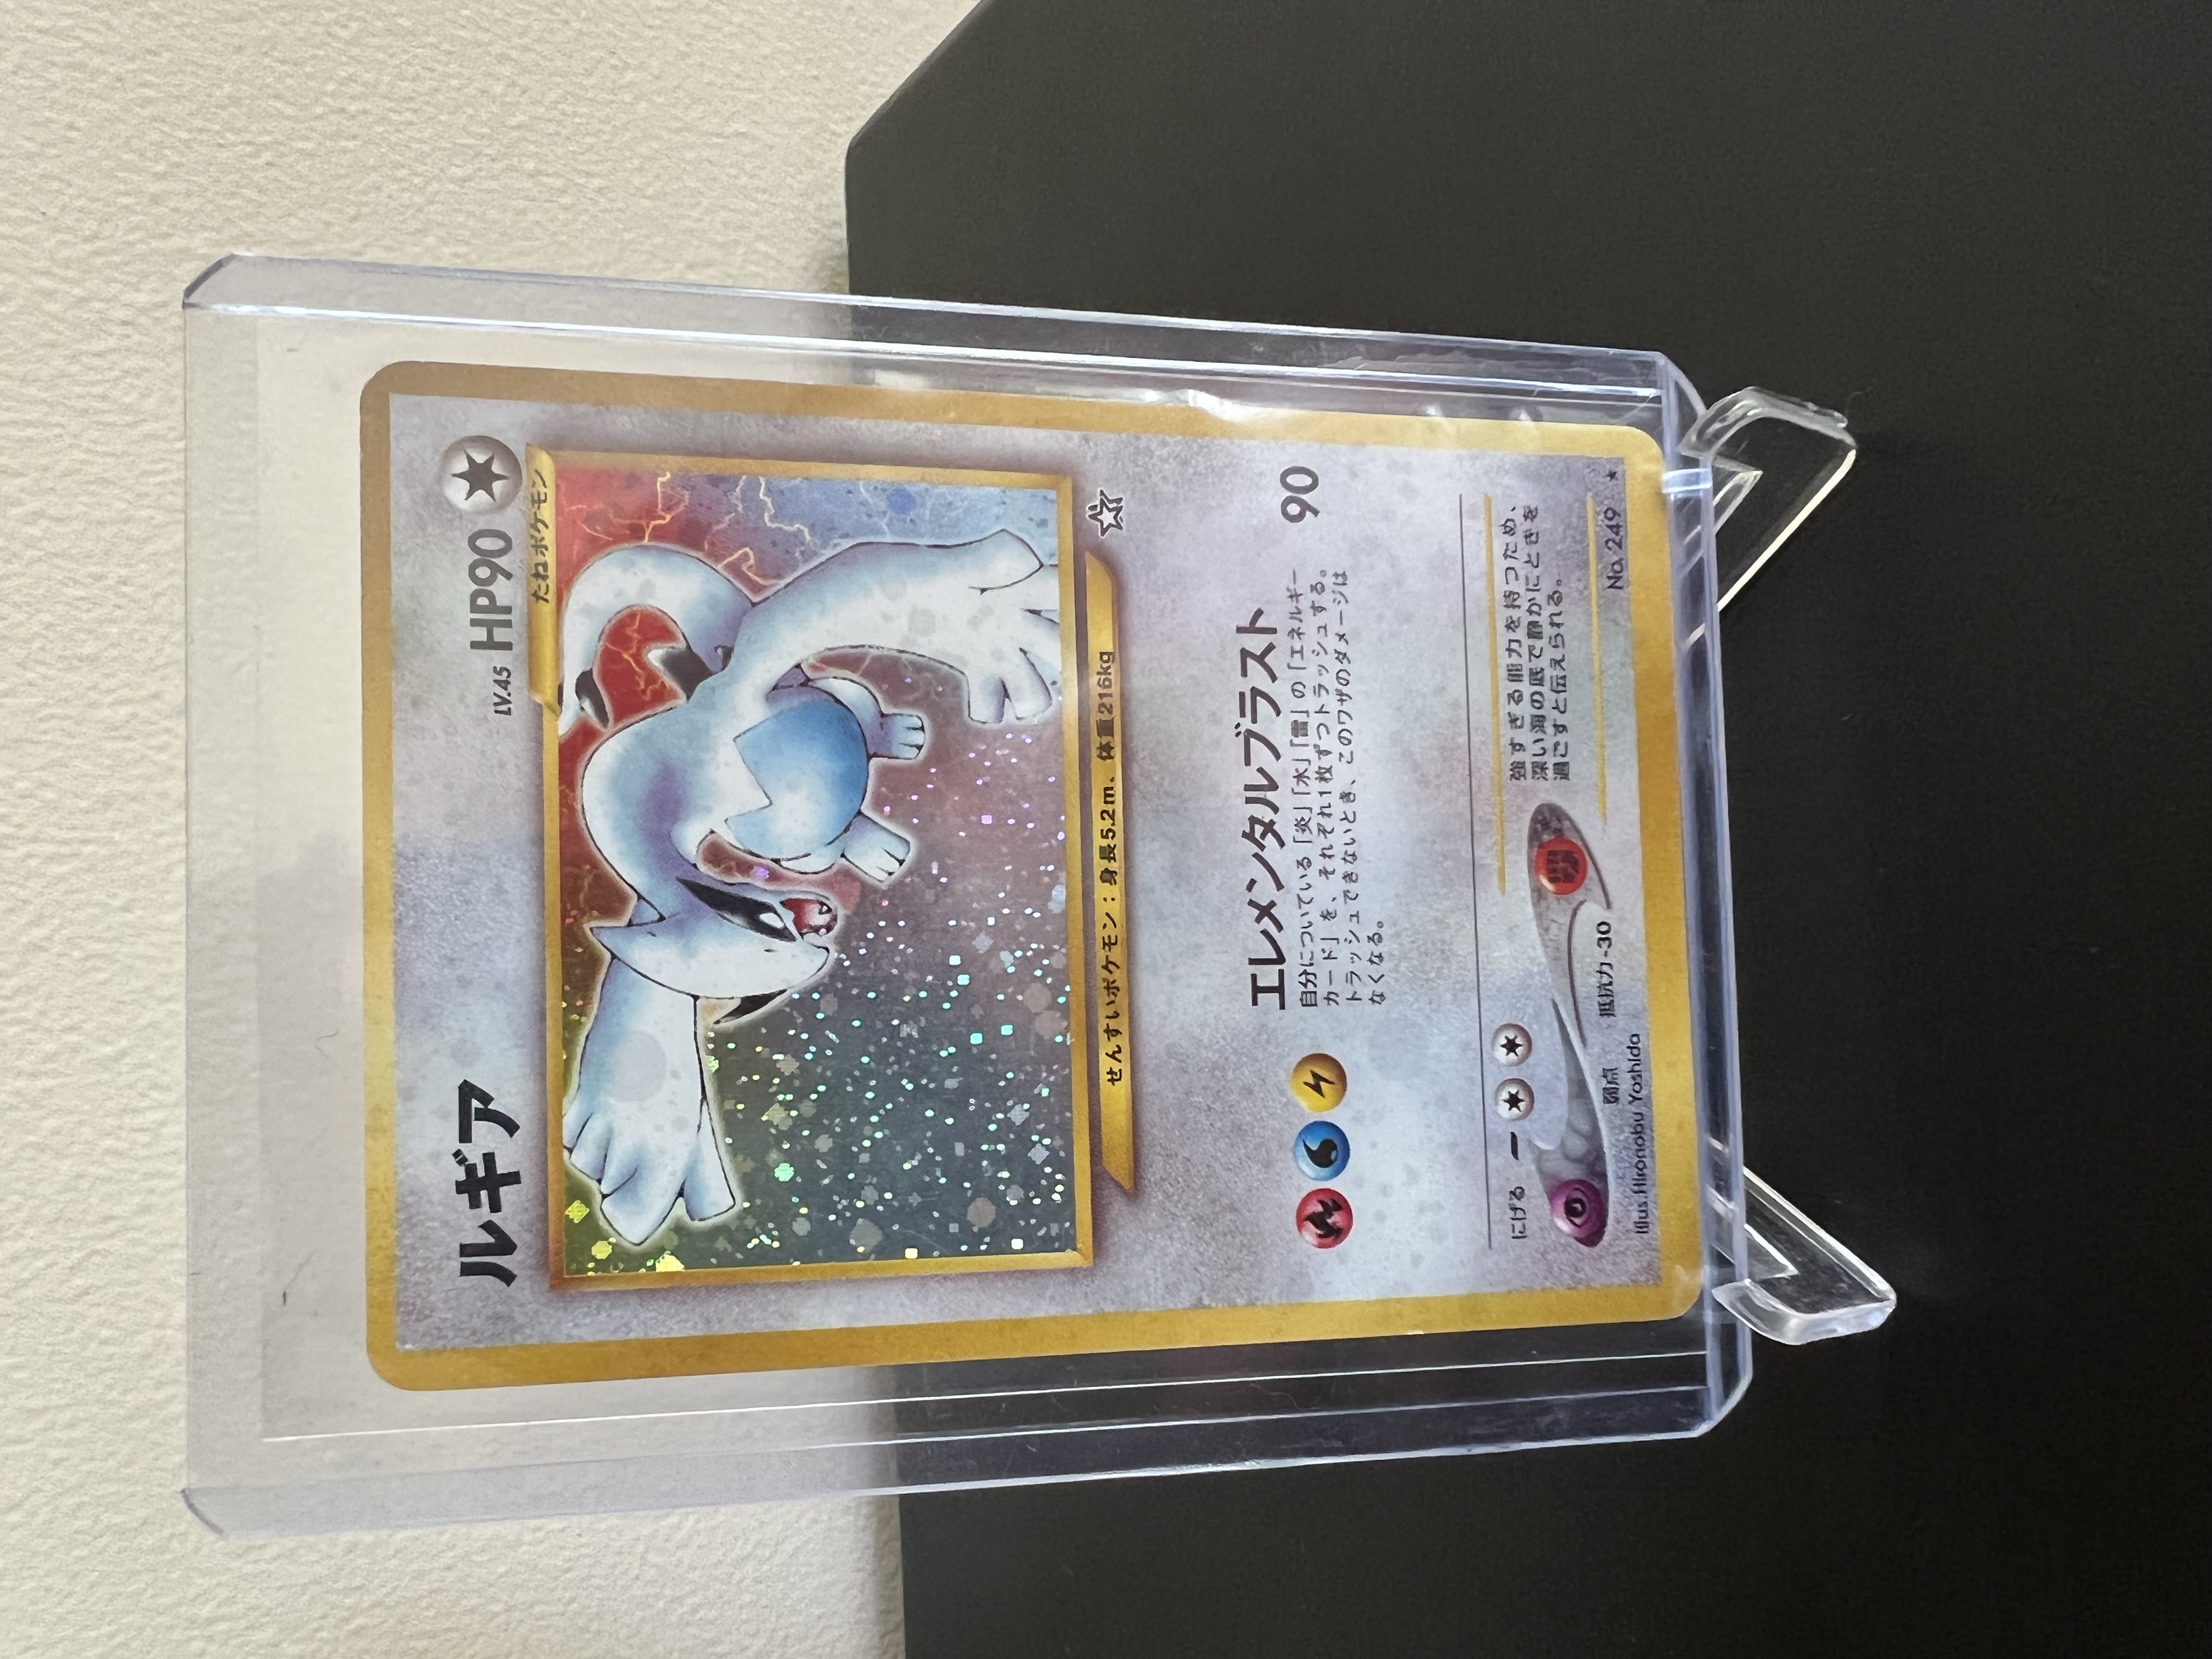 ルギア
LV.45 HP90
たねポケモン
せんすいポケモン：身長5.2m、体重216kg
エレメンタルブラスト
自分についている「炎」「水」「雷」の「エネルギー
カード」を、それぞれ1枚ずつトラッシュする。
トラッシュできないとき、このワザのダメージは
なくなる。
90
にげる
弱点
抵抗力-30
強すぎる能力を持つため、
深い海の底で静かにときを
過ごすと伝えられる。
Illus.Hironobu Yoshida
No. 249 ★